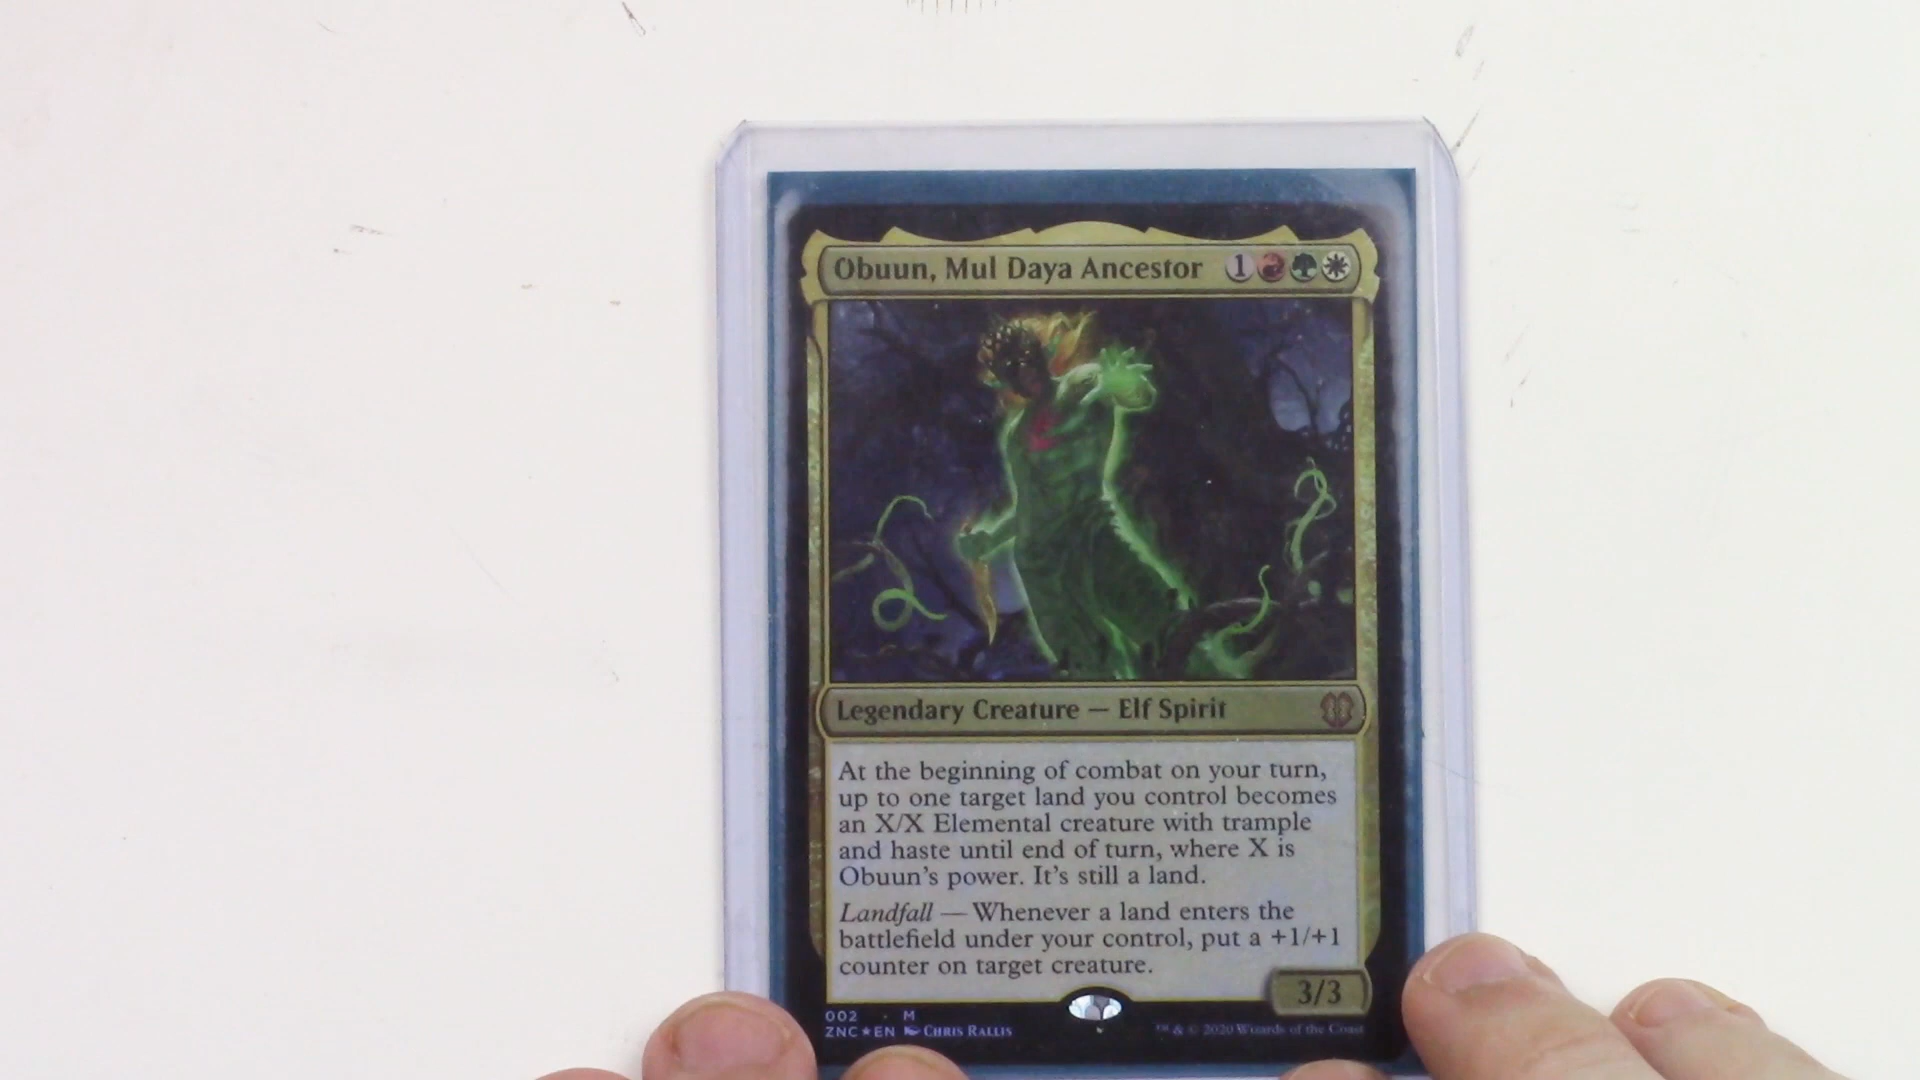 Obuun, Mul Daya Ancestor 1
Legendary Creature — Elf Spirit
At the beginning of combat on your turn,
up to one target land you control becomes
an X/X Elemental creature with trample
and haste until end of turn, where X is
Obuun's power. It's still a land.
Landfall — Whenever a land enters the
battlefield under your control, put a +1/+1
counter on target creature.
3/3
002 M
ZNC★EN Chris Rallis
™ & © 2020 Wizards of the Coast